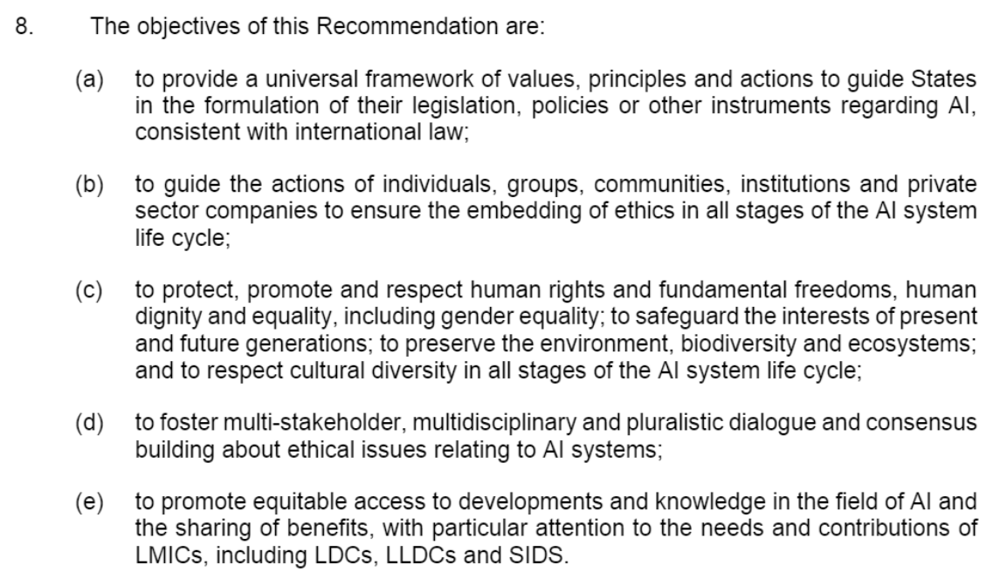 8. The objectives of this Recommendation are:
(a) to provide a universal framework of values, principles and actions to guide States
in the formulation of their legislation, policies or other instruments regarding AI,
consistent with international law;
(b) to guide the actions of individuals, groups, communities, institutions and private
sector companies to ensure the embedding of ethics in all stages of the AI system
life cycle;
(c) to protect, promote and respect human rights and fundamental freedoms, human
dignity and equality, including gender equality; to safeguard the interests of present
and future generations; to preserve the environment, biodiversity and ecosystems;
and to respect cultural diversity in all stages of the AI system life cycle;
(d) to foster multi-stakeholder, multidisciplinary and pluralistic dialogue and consensus
building about ethical issues relating to AI systems;
(e) to promote equitable access to developments and knowledge in the field of AI and
the sharing of benefits, with particular attention to the needs and contributions of
LMICs, including LDCs, LLDCs and SIDS.